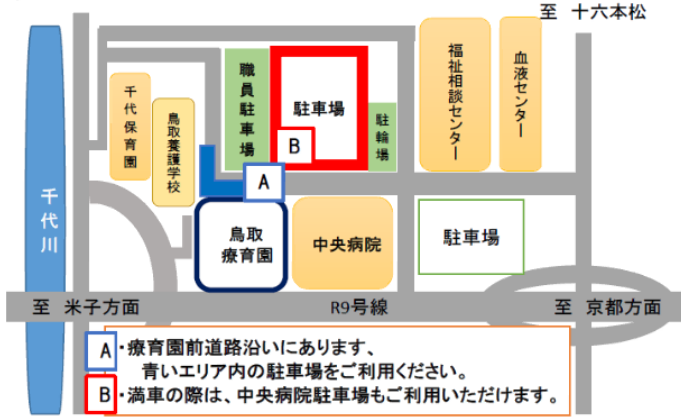 至 十六本松
千代川
千代保育園
鳥取養護学校
職員駐車場
駐車場
B
駐輪場
福祉相談センター
血液センター
A
鳥取
療育園
中央病院
駐車場
至 米子方面
R9号線
至 京都方面
A・療育園前道路沿いにあります、
青いエリア内の駐車場をご利用ください。
B・満車の際は、中央病院駐車場もご利用いただけます。